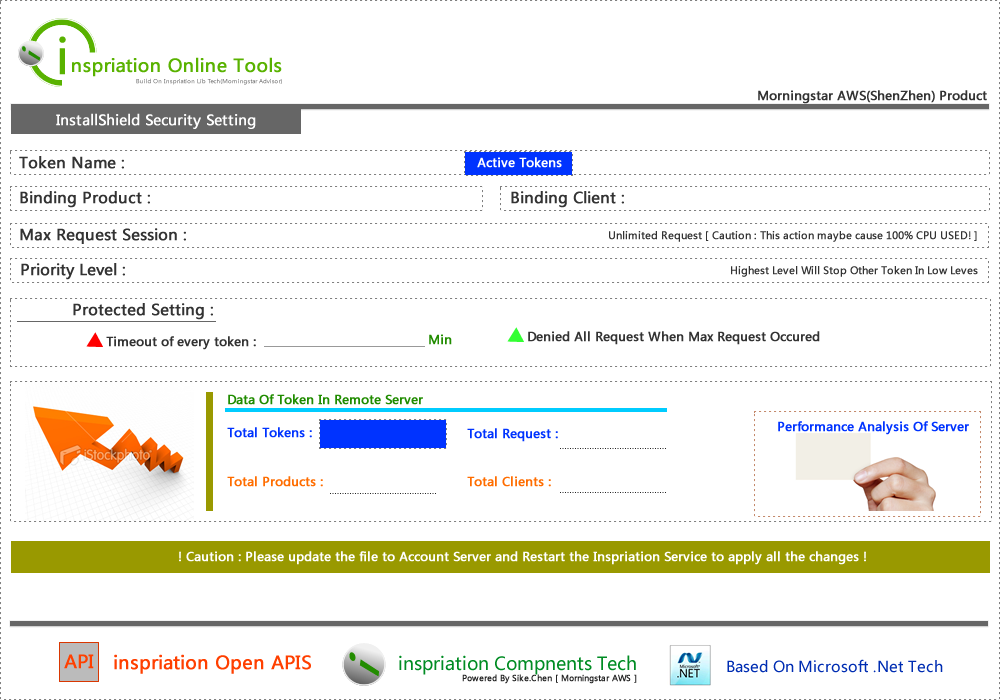 inspriation Online Tools
Build On Inspriation Lib Tech(Morningstar Advisor)
Morningstar AWS(ShenZhen) Product
InstallShield Security Setting
Token Name :
Active Tokens
Binding Product :
Binding Client :
Max Request Session :
Unlimited Request [ Caution : This action maybe cause 100% CPU USED! ]
Priority Level :
Highest Level Will Stop Other Token In Low Leves
Protected Setting :
Timeout of every token :
Min
Denied All Request When Max Request Occured
iStockphoto
Data Of Token In Remote Server
Total Tokens :
Total Request :
Total Products :
Total Clients :
Performance Analysis Of Server
! Caution : Please update the file to Account Server and Restart the Inspriation Service to apply all the changes !
API
inspriation Open APIS
inspriation Compnents Tech
Powered By Sike.Chen [ Morningstar AWS ]
Microsoft
.NET
Based On Microsoft .Net Tech